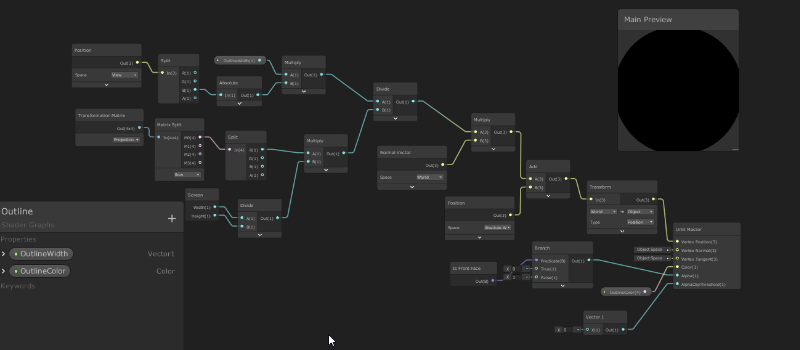 Main Preview
Position
Out(3)
Space
View
Split
In(3)
R(1)
G(1)
B(1)
A(1)
OutlineWidth(1)
Absolute
In(1)
Out(1)
Multiply
A(1)
Out(1)
B(1)
Divide
A(1)
Out(1)
B(1)
Transformation Matrix
Out(4x4)
Projection
Matrix Split
In(4x4)
M0(4)
M1(4)
M2(4)
M3(4)
Row
Split
In(4)
R(1)
G(1)
B(1)
A(1)
Multiply
A(1)
Out(1)
B(1)
Screen
Width(1)
Height(1)
Divide
A(1)
Out(1)
B(1)
Normal Vector
Out(3)
Space
World
Multiply
A(3)
Out(3)
B(3)
Position
Out(3)
Space
Add
A(3)
Out(3)
B(3)
Transform
In(3)
Out(3)
World
Object
Type
Position
Unlit Master
Vertex Position(3)
Object Space
Vertex Normal(3)
Object Space
Vertex Tangent(3)
Color(3)
Alpha(1)
AlphaClipThreshold(1)
Is Front Face
Out(B)
Branch
Predicate(B)
Out(1)
True(1)
False(1)
OutlineColor(4)
Vector 1
X(1)
Out(1)
Outline
Shader Graphs
Properties
OutlineWidth
Vector1
OutlineColor
Color
Keywords